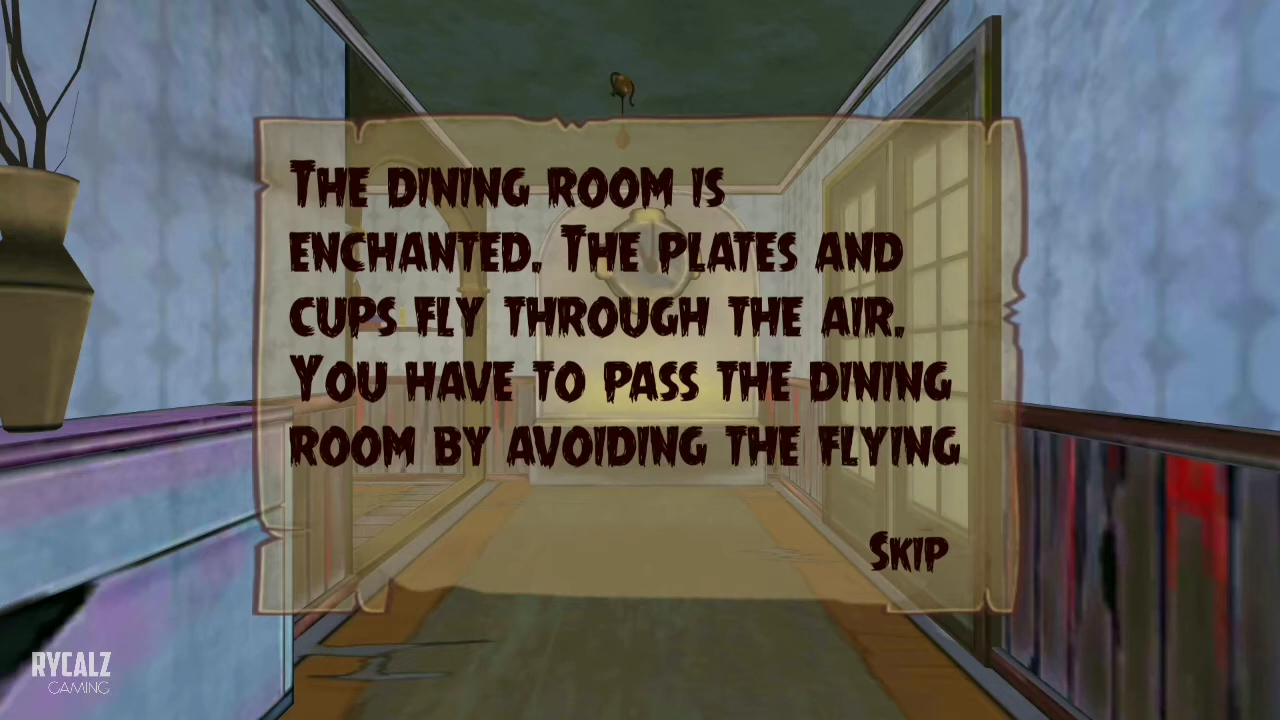 The dining room is
enchanted. The plates and
cups fly through the air.
You have to pass the dining
room by avoiding the flying
Skip
RYCALZ
GAMING